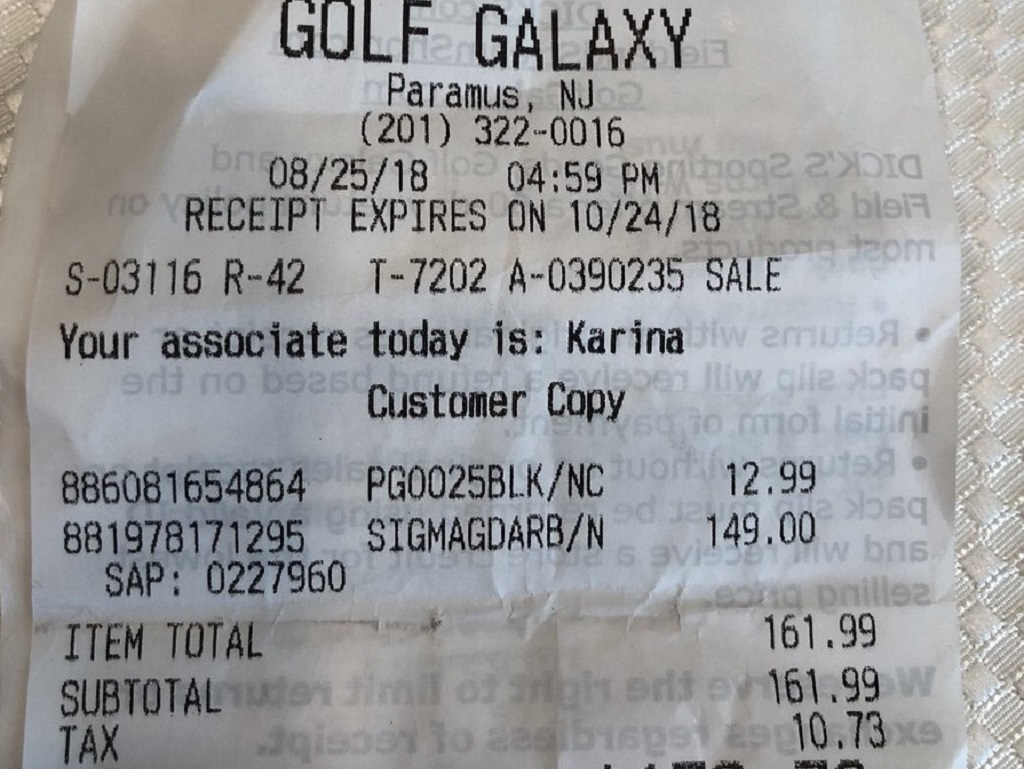 GOLF GALAXY
Paramus, NJ
(201) 322-0016
08/25/18 04:59 PM
RECEIPT EXPIRES ON 10/24/18
S-03116 R-42 T-7202 A-0390235 SALE
Your associate today is: Karina
Customer Copy
886081654864 PG0025BLK/NC 12.99
881978171295 SIGMAGDARB/N 149.00
SAP: 0227960
ITEM TOTAL 161.99
SUBTOTAL 161.99
TAX 10.73